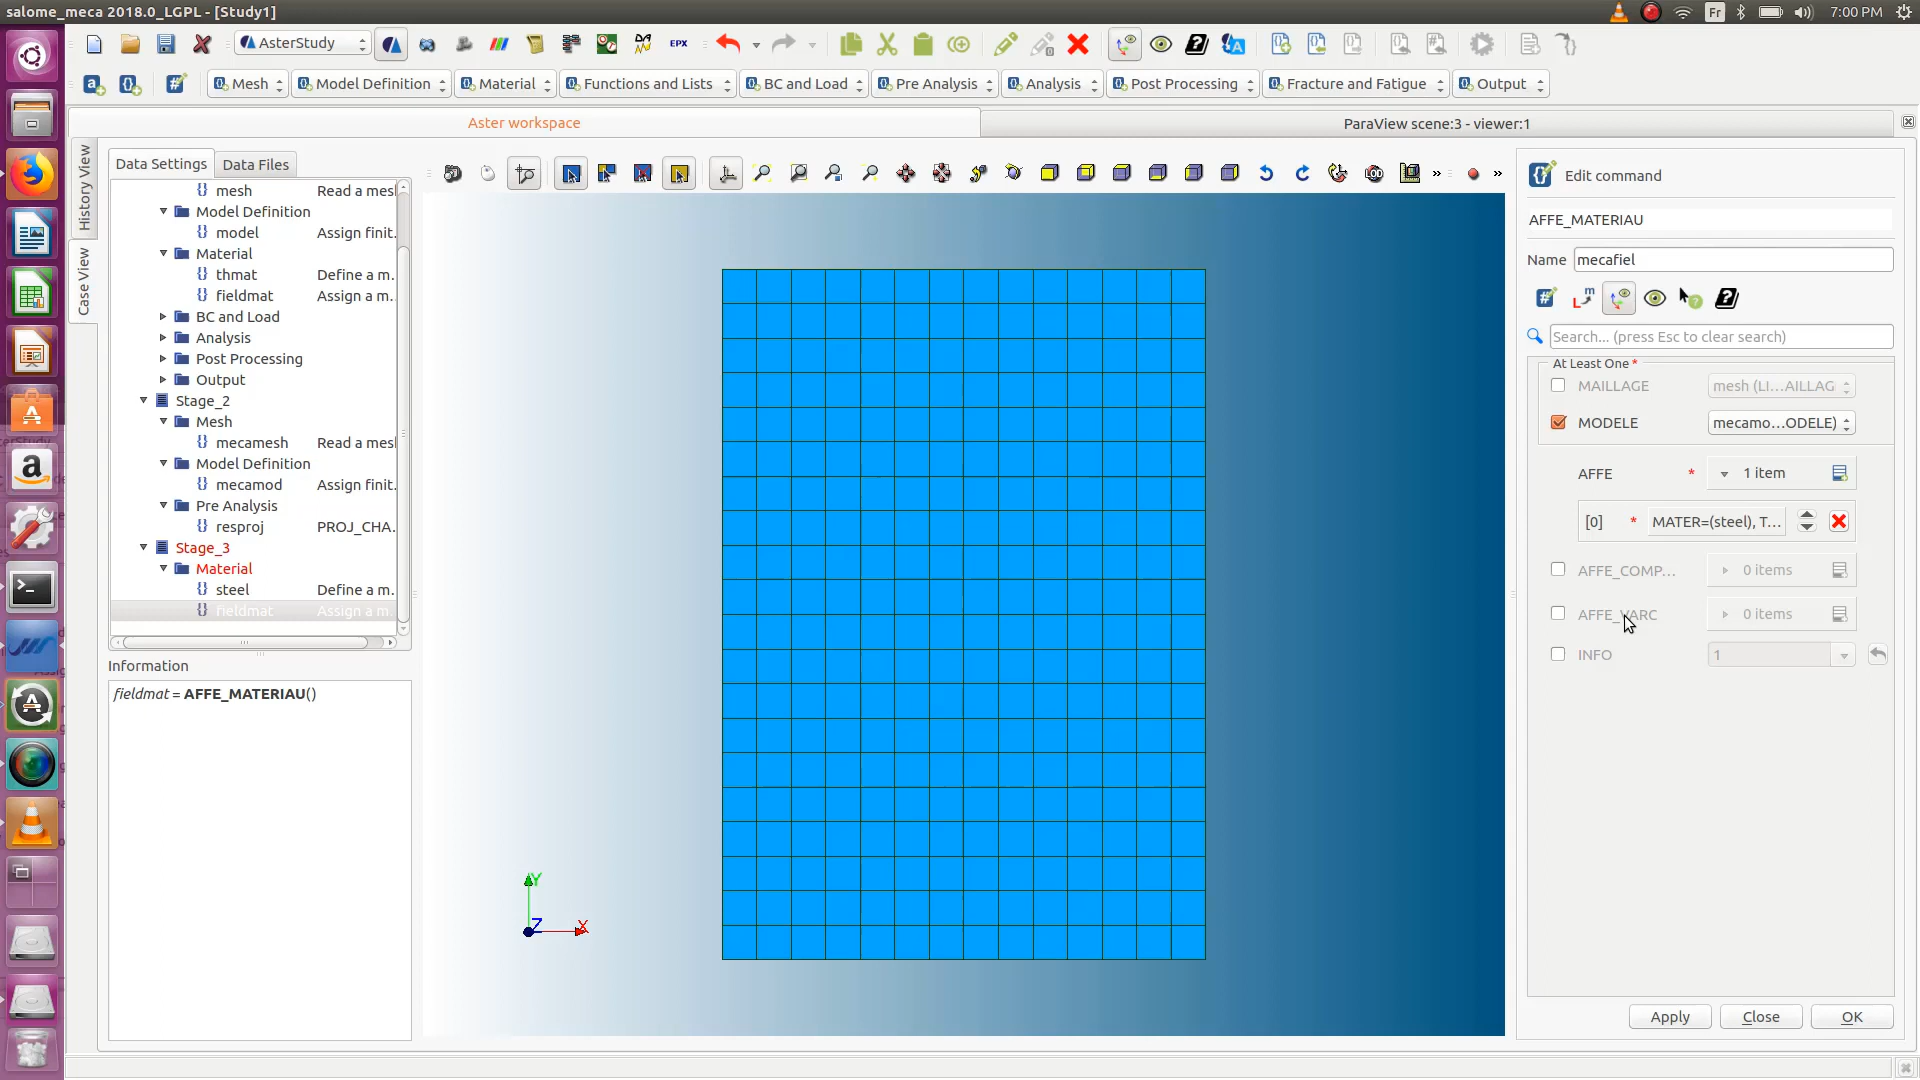 salome_meca 2018.0_LGPL - [Study1]
Fr
7:00 PM
AsterStudy
EPX
Mesh
Model Definition
Material
Functions and Lists
BC and Load
Pre Analysis
Analysis
Post Processing
Fracture and Fatigue
Output
Aster workspace
ParaView scene:3 - viewer:1
History View
Case View
Data Settings
Data Files
mesh Read a mesh
Model Definition
model Assign finit.
Material
thmat Define a m.
fieldmat Assign a m.
BC and Load
Analysis
Post Processing
Output
Stage_2
Mesh
mecamesh Read a mesh
Model Definition
mecamod Assign finit.
Pre Analysis
resproj PROJ_CHA.
Stage_3
Material
steel Define a m.
fieldmat Assign a m.
Information
fieldmat = AFFE_MATERIAU()
Y
Z
X
Edit command
AFFE_MATERIAU
Name mecafiel
Search... (press Esc to clear search)
At Least One *
MAILLAGE mesh (LI...AILLAG
MODELE mecamo...ODELE)
AFFE * 1 item
[0] * MATER=(steel), T...
AFFE_COMP... 0 items
AFFE_VARC 0 items
INFO 1
Apply
Close
OK